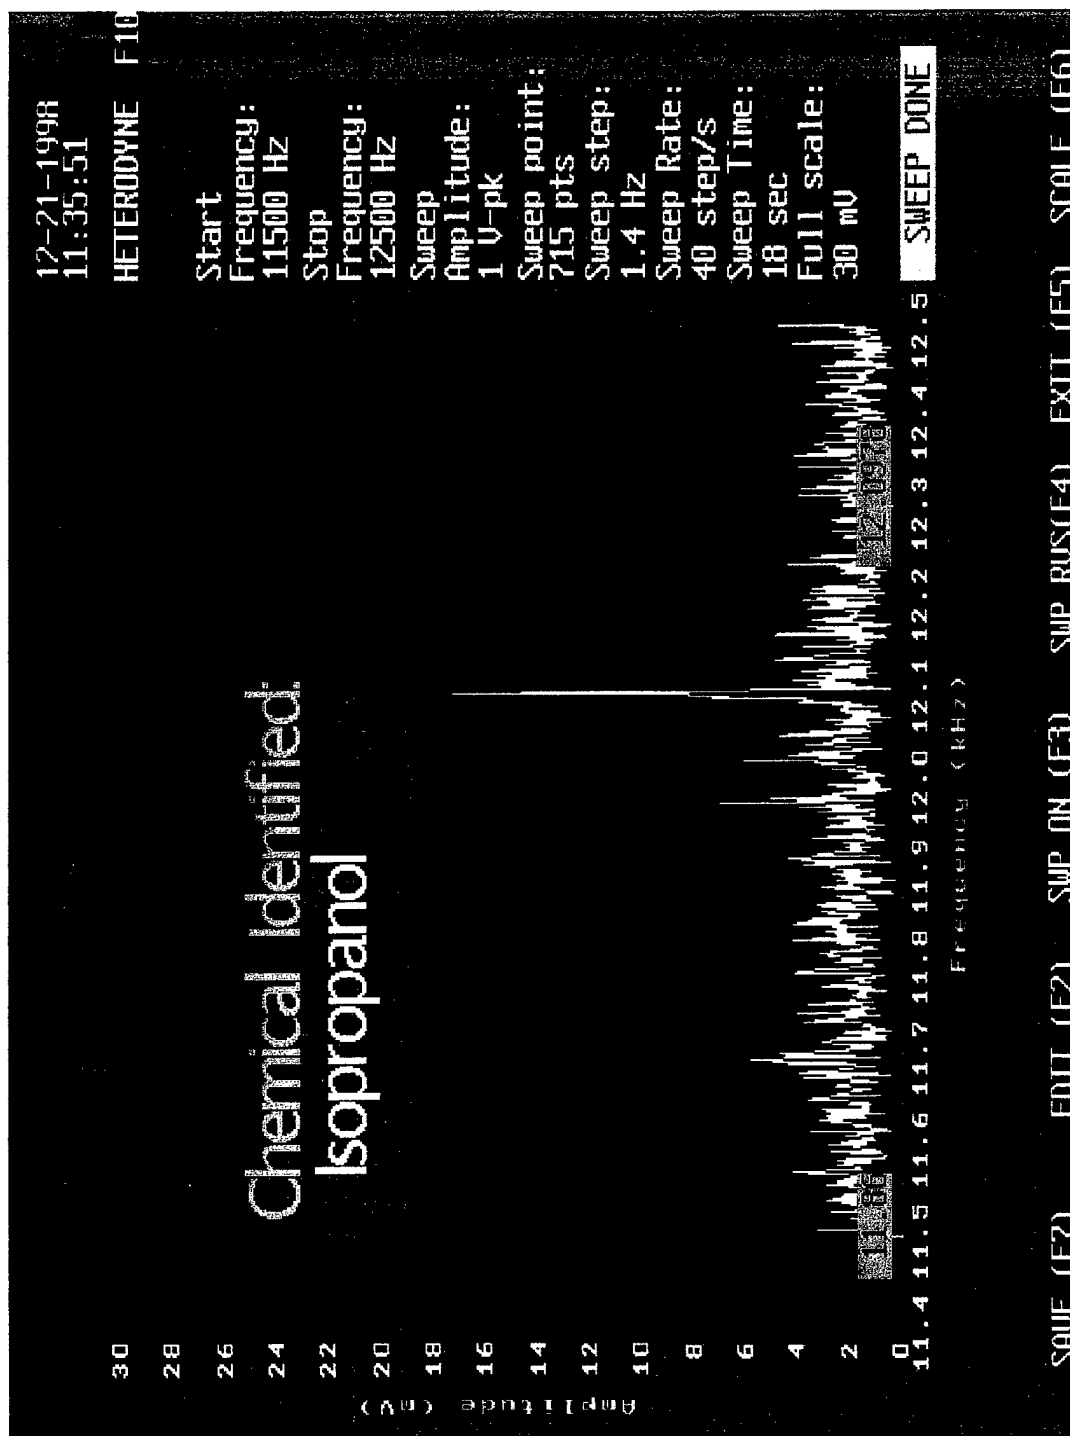 12-21-1998
11:35:51
HETERODYNE F10
Start
Frequency:
11500 Hz
Stop
Frequency:
12500 Hz
Sweep
Amplitude:
1 V-pk
Sweep point:
715 pts
Sweep step:
1.4 Hz
Sweep Rate:
40 step/s
Sweep Time:
18 sec
Full scale:
30 mV
SWEEP DONE
Chemical Identified:
Isopropanol
Amplitude (mV)
30
28
26
24
22
20
18
16
14
12
10
8
6
4
2
0
11.4 11.5 11.6 11.7 11.8 11.9 12.0 12.0 12.1 12.2 12.3 12.4 12.5
Frequency (kHz)
SAVE (F7) EDIT (F2) SWP ON (F3) SWP RUS(F4) EXIT (F5) SCALE (F6)